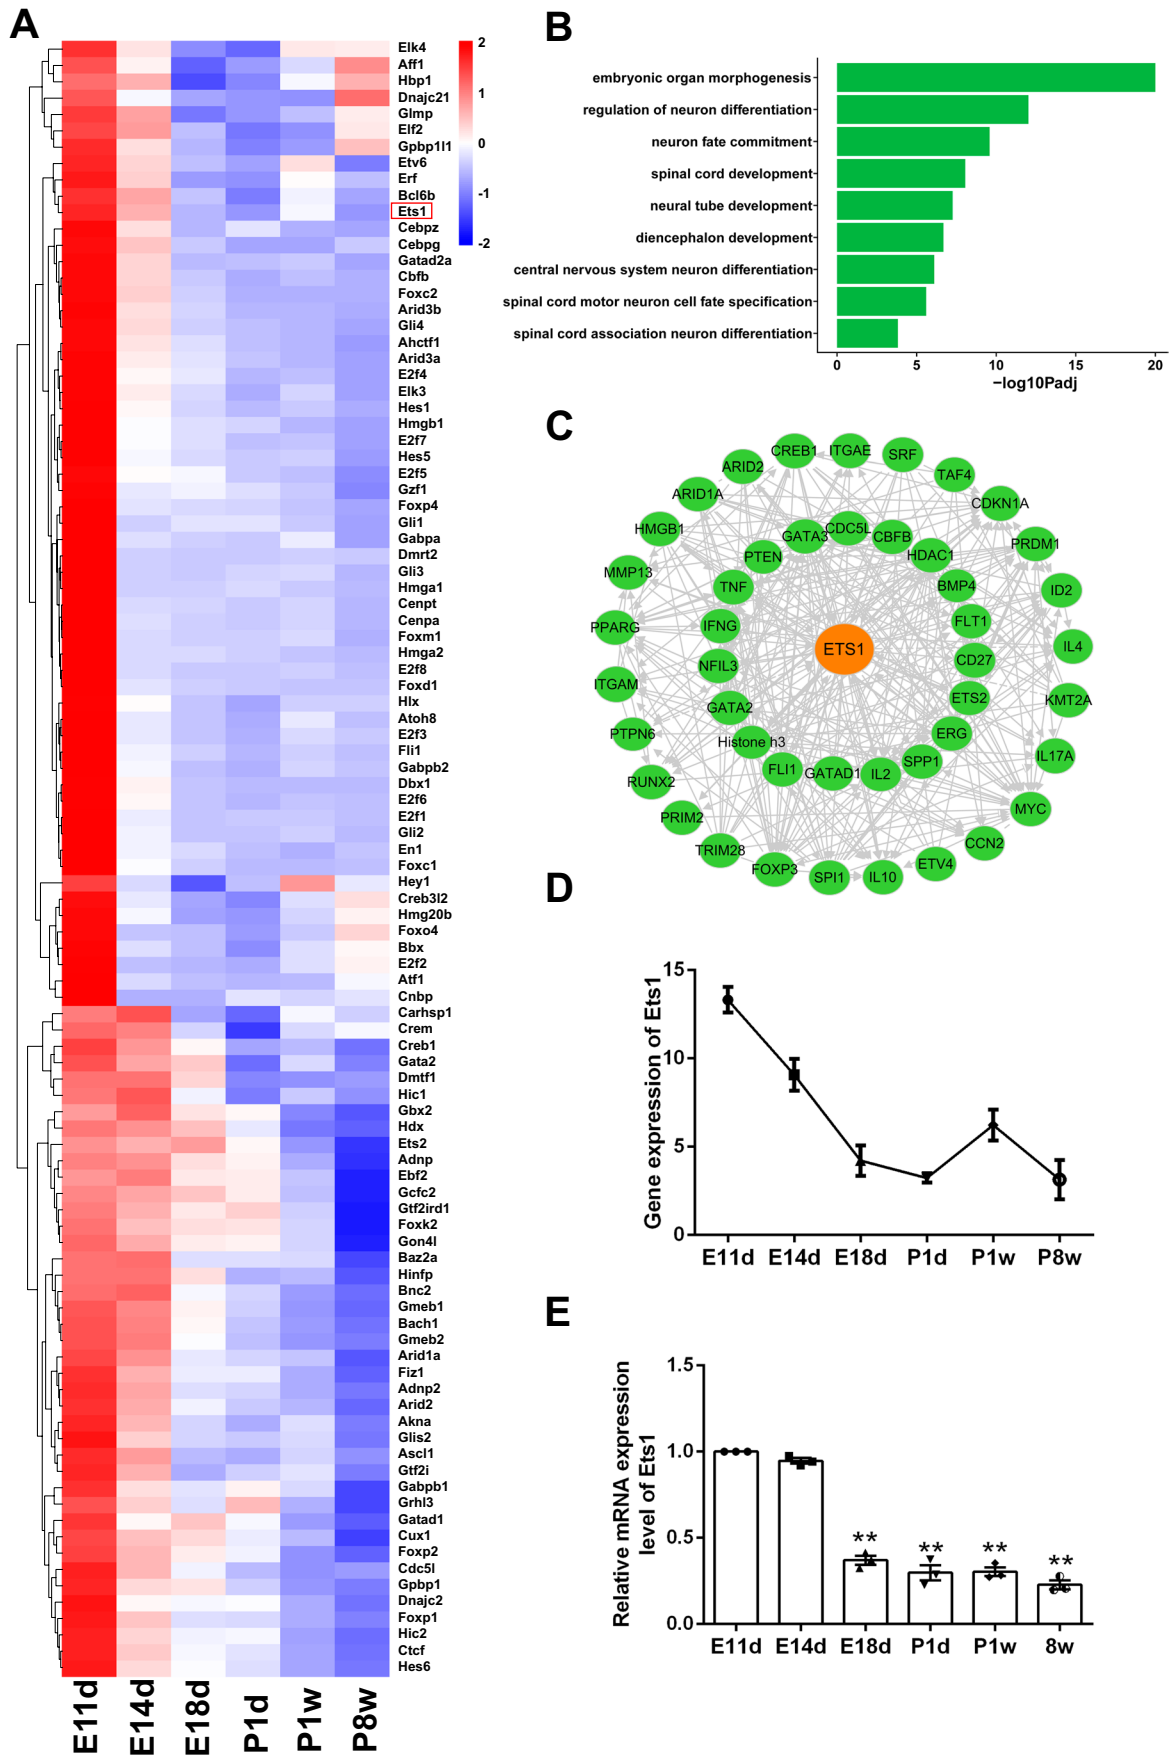 A
Elk4
Aff1
Hbp1
Dnajc21
Glmp
Elf2
Gpbp1l1
Etv6
Erf
Bcl6b
Ets1
Cebpz
Cebpg
Gatad2a
Cbfb
Foxc2
Arid3b
Gli4
Ahctf1
Arid3a
E2f4
Elk3
Hes1
Hmgb1
E2f7
Hes5
E2f5
Gzf1
Foxp4
Gli1
Gabpa
Dmrt2
Gli3
Hmga1
Cenpt
Cenpa
Foxm1
Hmga2
E2f8
Foxd1
Hlx
Atoh8
E2f3
Fli1
Gabpb2
Dbx1
E2f6
E2f1
Gli2
En1
Foxc1
Hey1
Creb3l2
Hmg20b
Foxo4
Bbx
E2f2
Atf1
Cnbp
Carhsp1
Crem
Creb1
Gata2
Dmtf1
Hic1
Gbx2
Hdx
Ets2
Adnp
Ebf2
Gcfc2
Gtf2ird1
Foxk2
Gon4l
Baz2a
Hinfp
Bnc2
Gmeb1
Bach1
Gmeb2
Arid1a
Fiz1
Adnp2
Arid2
Akna
Glis2
Ascl1
Gtf2i
Gabpb1
Grhl3
Gatad1
Cux1
Foxp2
Cdc5l
Gpbp1
Dnajc2
Foxp1
Hic2
Ctcf
Hes6
2
1
0
-1
-2
E11d E14d E18d P1d P1w P8w
B
embryonic organ morphogenesis
regulation of neuron differentiation
neuron fate commitment
spinal cord development
neural tube development
diencephalon development
central nervous system neuron differentiation
spinal cord motor neuron cell fate specification
spinal cord association neuron differentiation
0 5 10 15 20
−log10Padj
C
CREB1
ITGAE
SRF
TAF4
CDKN1A
PRDM1
ID2
IL4
KMT2A
IL17A
MYC
CCN2
ETV4
IL10
SPI1
FOXP3
TRIM28
PRIM2
RUNX2
PTPN6
ITGAM
PPARG
MMP13
HMGB1
ARID1A
ARID2
GATA3
CDC5L
CBFB
HDAC1
BMP4
FLT1
CD27
ETS2
ERG
SPP1
IL2
GATAD1
FLI1
Histone h3
GATA2
NFIL3
IFNG
TNF
PTEN
ETS1
D
Gene expression of Ets1
15
10
5
0
E11d E14d E18d P1d P1w P8w
E
Relative mRNA expression
level of Ets1
1.5
1.0
0.5
0.0
** ** ** **
E11d E14d E18d P1d P1w 8w